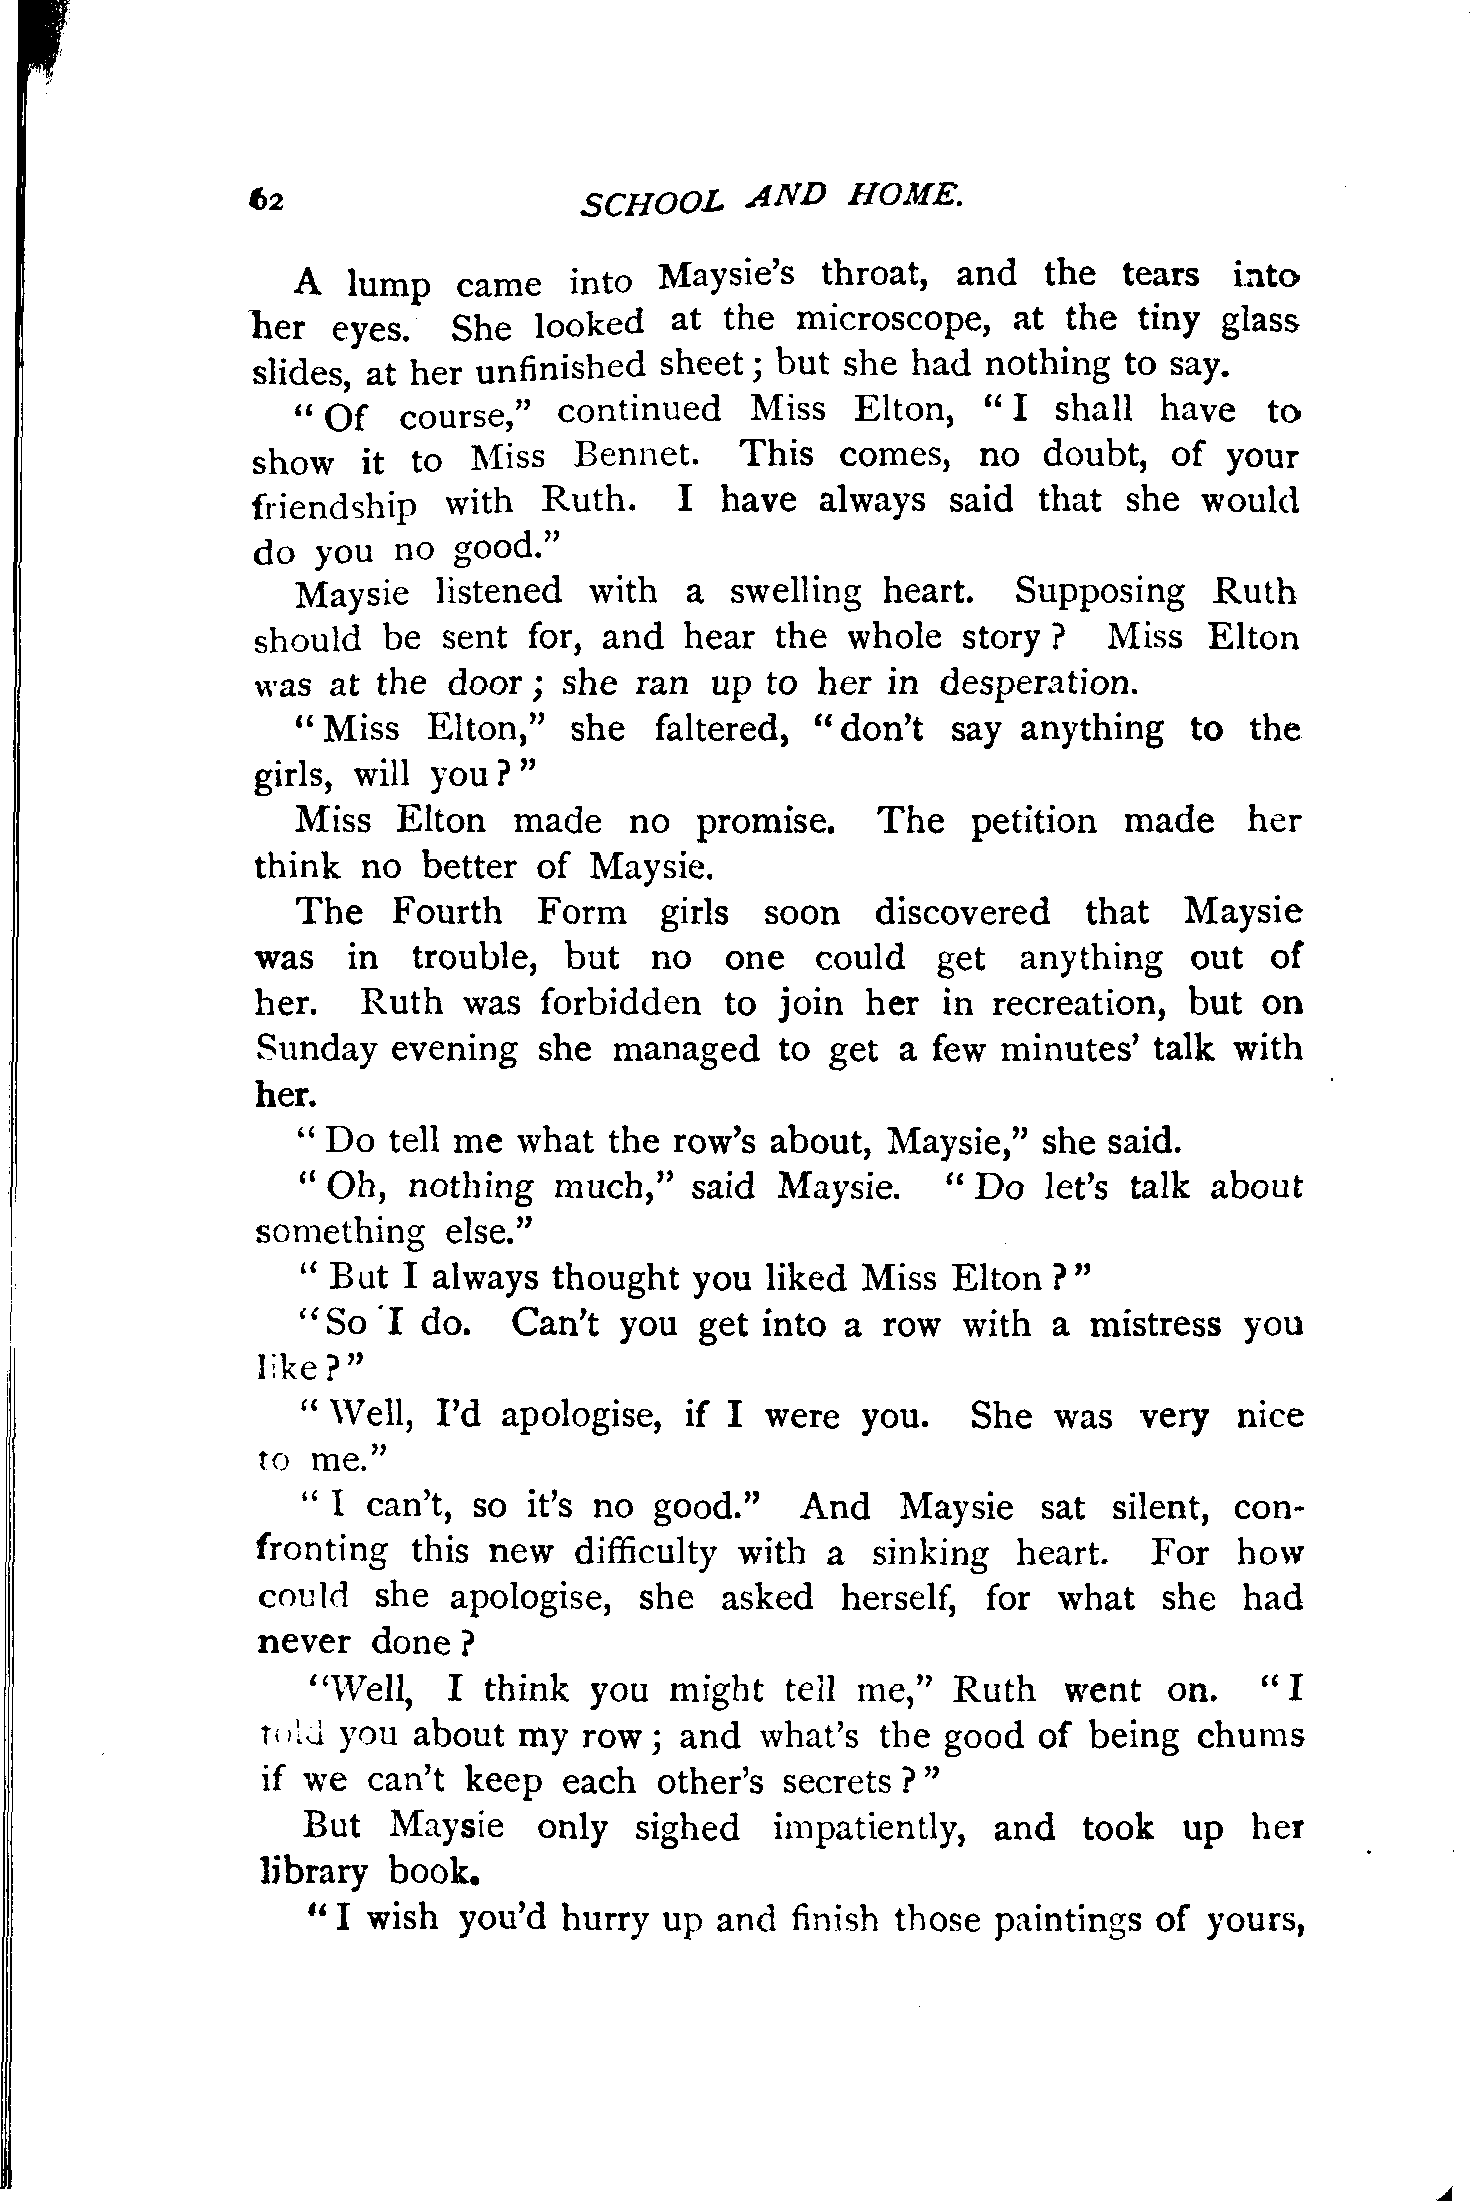 62 SCHOOL AND HOME.
A lump came into Maysie's throat, and the tears into
her eyes. She looked at the microscope, at the tiny glass
slides, at her unfinished sheet; but she had nothing to say.
"Of course," continued Miss Elton, "I shall have to
show it to Miss Bennet. This comes, no doubt, of your
friendship with Ruth. I have always said that she would
do you no good."
Maysie listened with a swelling heart. Supposing Ruth
should be sent for, and hear the whole story? Miss Elton
was at the door; she ran up to her in desperation.
"Miss Elton," she faltered, "don't say anything to the
girls, will you?"
Miss Elton made no promise. The petition made her
think no better of Maysie.
The Fourth Form girls soon discovered that Maysie
was in trouble, but no one could get anything out of
her. Ruth was forbidden to join her in recreation, but on
Sunday evening she managed to get a few minutes' talk with
her.
"Do tell me what the row's about, Maysie," she said.
"Oh, nothing much," said Maysie. "Do let's talk about
something else."
"But I always thought you liked Miss Elton?"
"So I do. Can't you get into a row with a mistress you
like?"
"Well, I'd apologise, if I were you. She was very nice
to me."
"I can't, so it's no good." And Maysie sat silent, con-
fronting this new difficulty with a sinking heart. For how
could she apologise, she asked herself, for what she had
never done?
"Well, I think you might tell me," Ruth went on. "I
told you about my row; and what's the good of being chums
if we can't keep each other's secrets?"
But Maysie only sighed impatiently, and took up her
library book.
"I wish you'd hurry up and finish those paintings of yours,